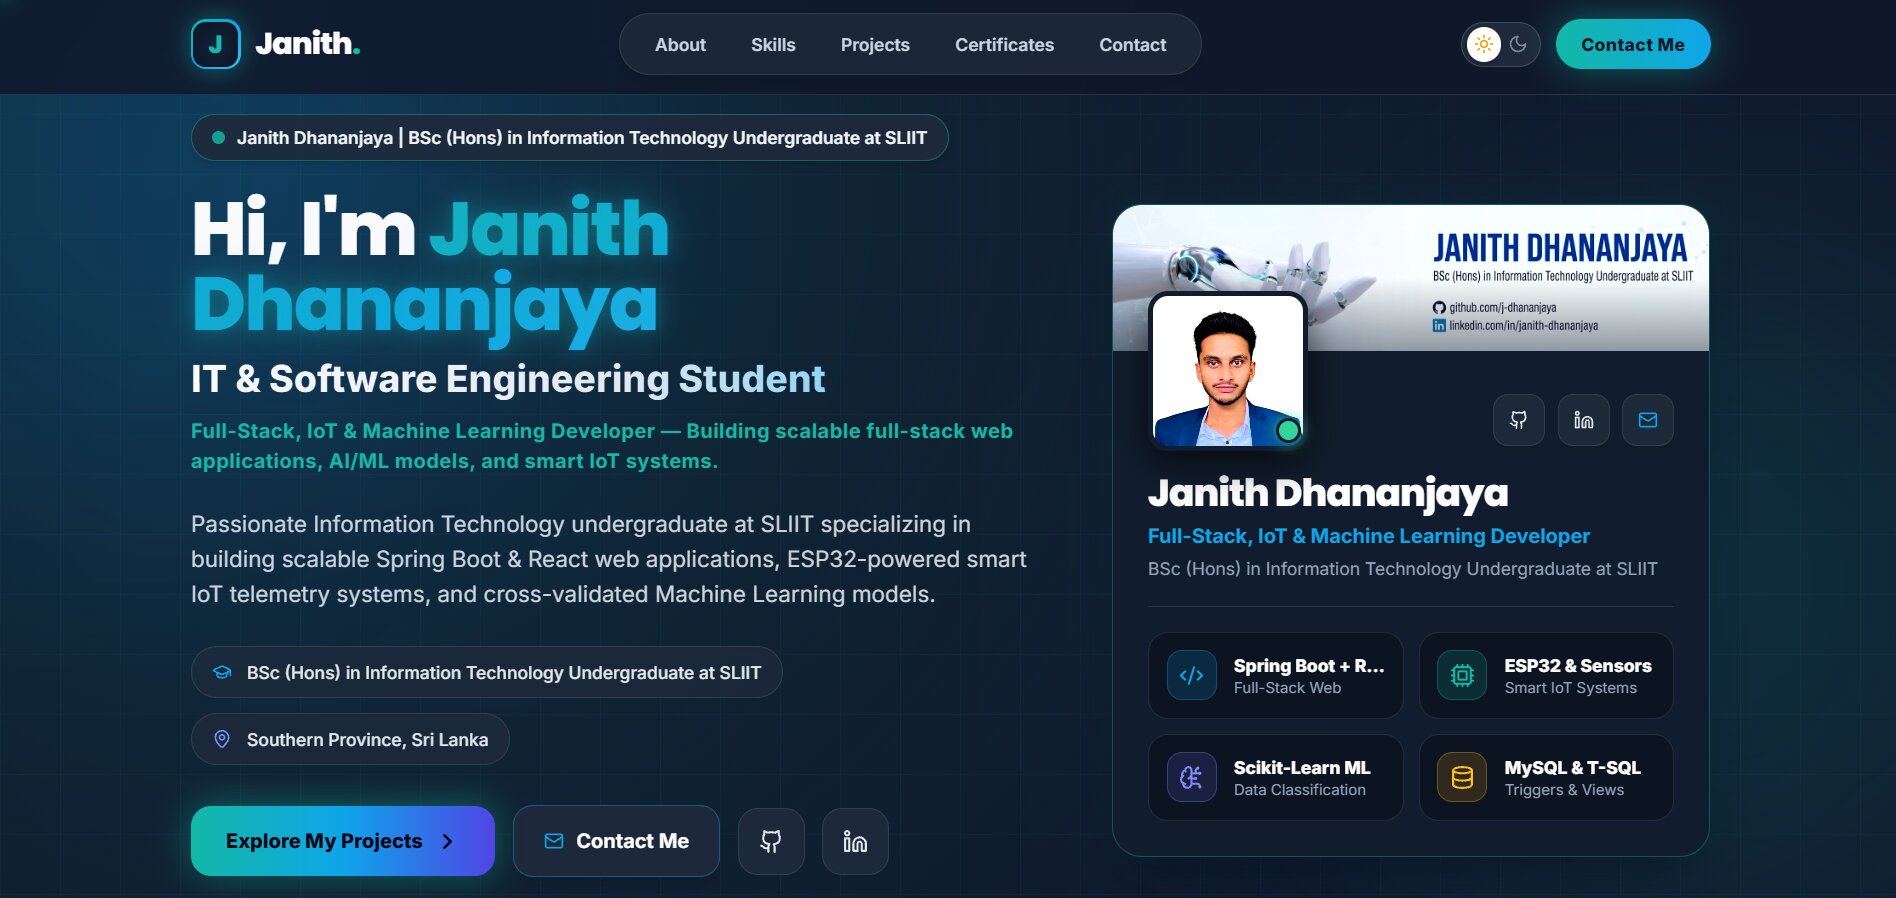 J
Janith.
About
Skills
Projects
Certificates
Contact
Contact Me
Janith Dhananjaya | BSc (Hons) in Information Technology Undergraduate at SLIIT
Hi, I'm Janith
Dhananjaya
IT & Software Engineering Student
Full-Stack, IoT & Machine Learning Developer — Building scalable full-stack web
applications, AI/ML models, and smart IoT systems.
Passionate Information Technology undergraduate at SLIIT specializing in
building scalable Spring Boot & React web applications, ESP32-powered smart
IoT telemetry systems, and cross-validated Machine Learning models.
BSc (Hons) in Information Technology Undergraduate at SLIIT
Southern Province, Sri Lanka
Explore My Projects
Contact Me
JANITH DHANANJAYA
BSc (Hons) in Information Technology Undergraduate at SLIIT
github.com/j-dhananjaya
linkedin.com/in/janith-dhananjaya
Janith Dhananjaya
Full-Stack, IoT & Machine Learning Developer
BSc (Hons) in Information Technology Undergraduate at SLIIT
Spring Boot + R...
Full-Stack Web
ESP32 & Sensors
Smart IoT Systems
Scikit-Learn ML
Data Classification
MySQL & T-SQL
Triggers & Views